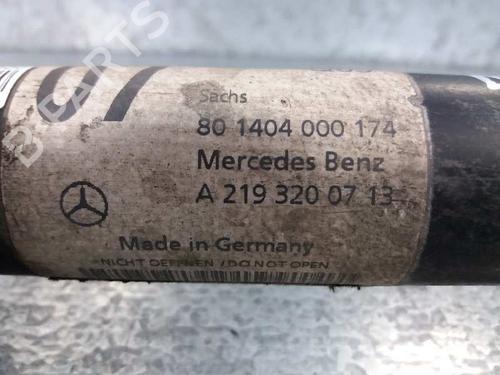 B-PARTS
Sachs
80 1404 000 174
Mercedes Benz
A 219 320 07 13
Made in Germany
NICHT OEFFNEN / DO NOT OPEN